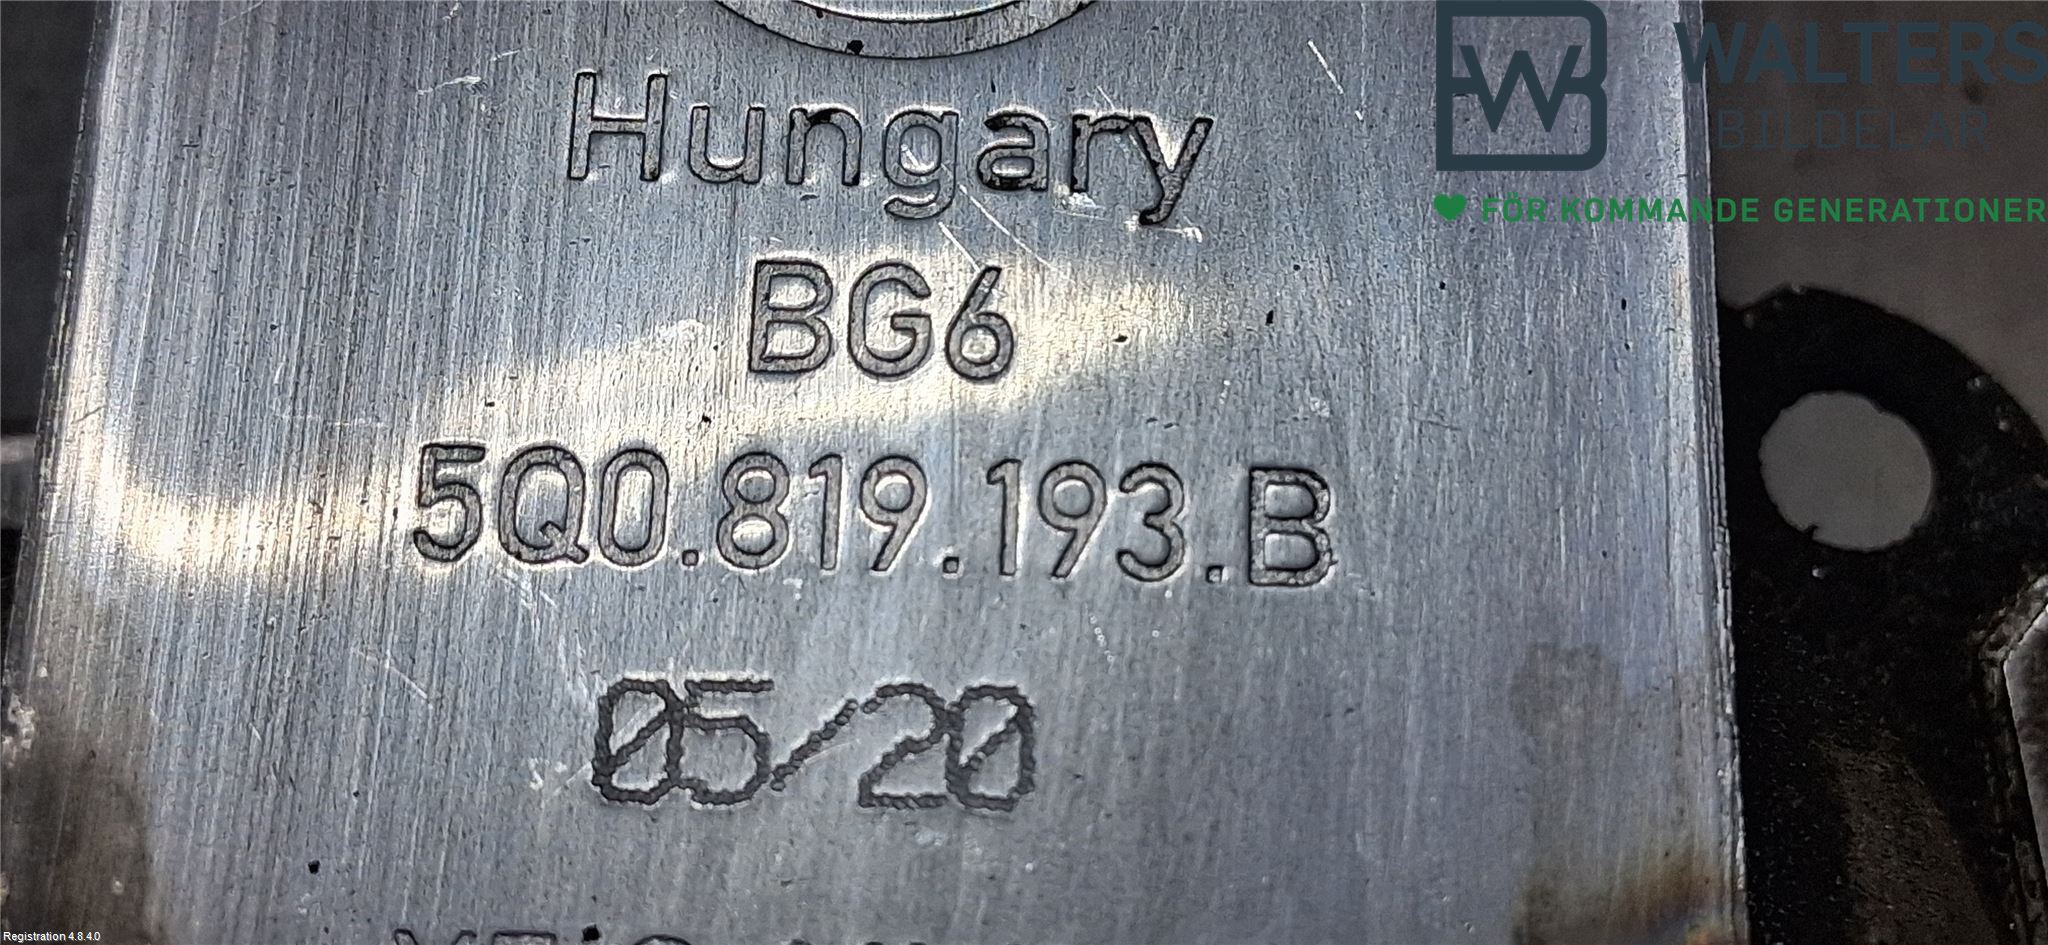 Hungary
BG6
5Q0.819.193.B
05/20
WALTERS
BILDELAR
FÖR KOMMANDE GENERATIONER
Registration 4.8.4.0